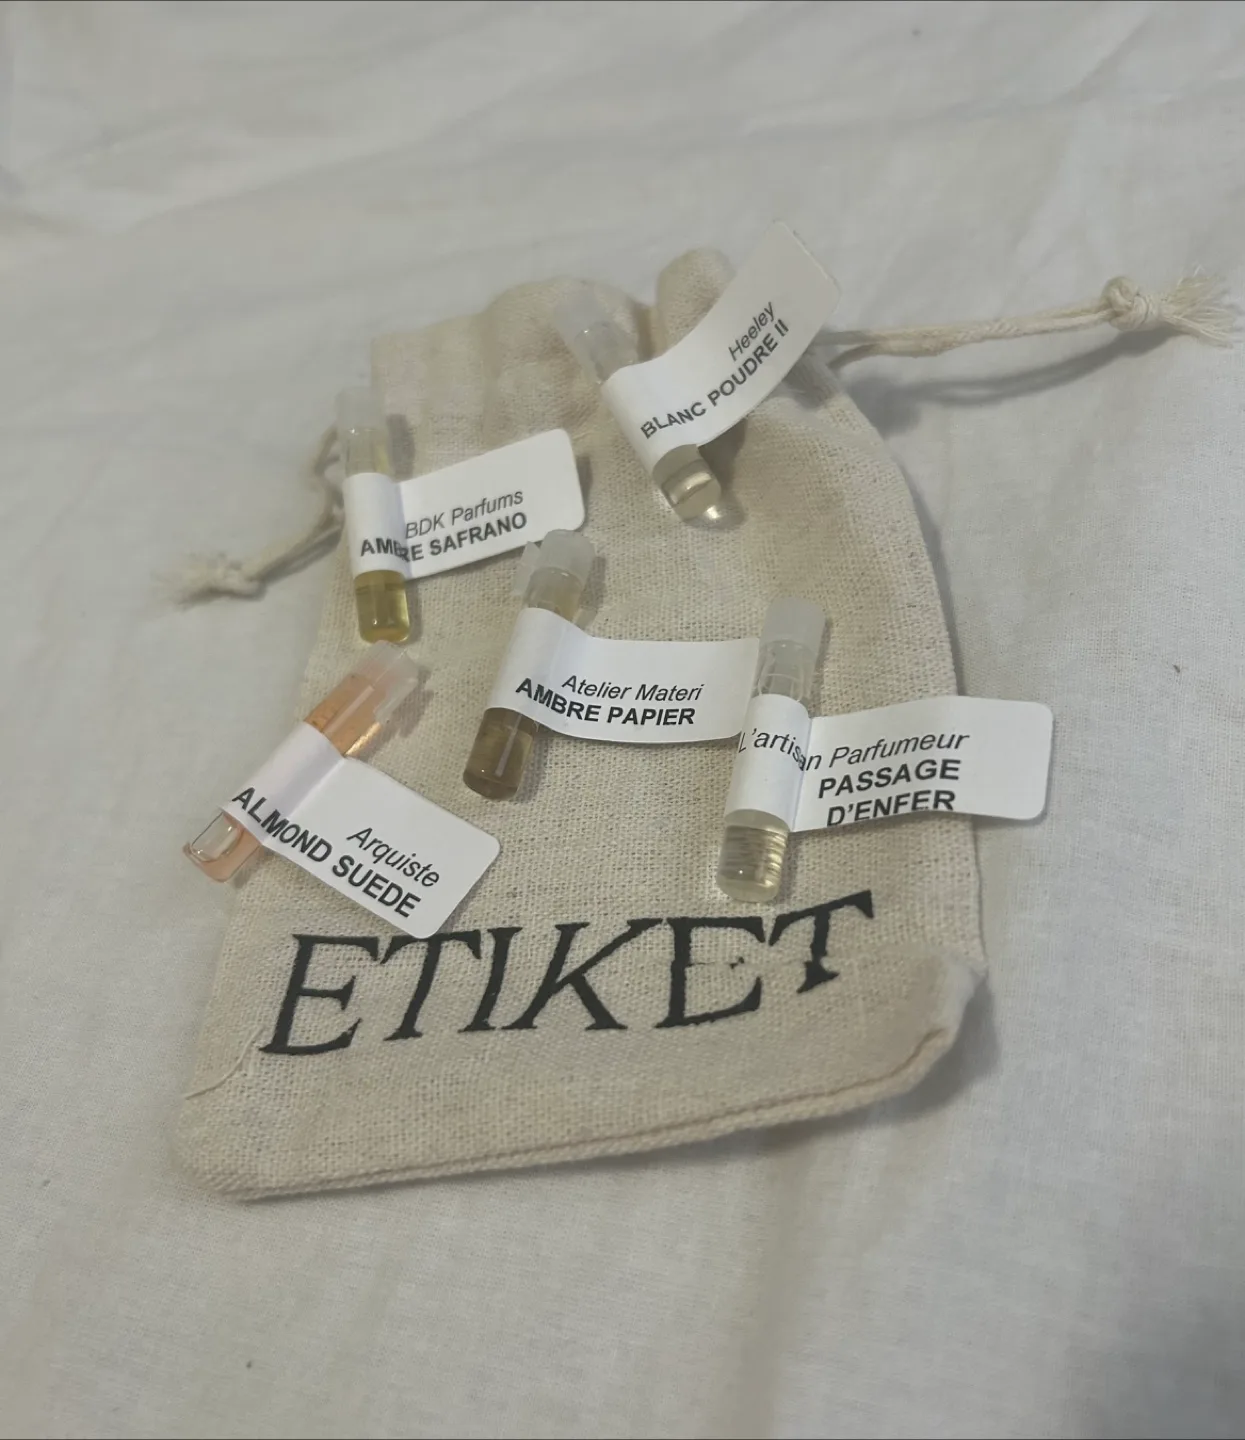 Heeley
BLANC POUDRE II
BDK Parfums
AMBRE SAFRANO
Atelier Materi
AMBRE PAPIER
L'artisan Parfumeur
PASSAGE
D'ENFER
Arquiste
ALMOND SUEDE
ETIKET